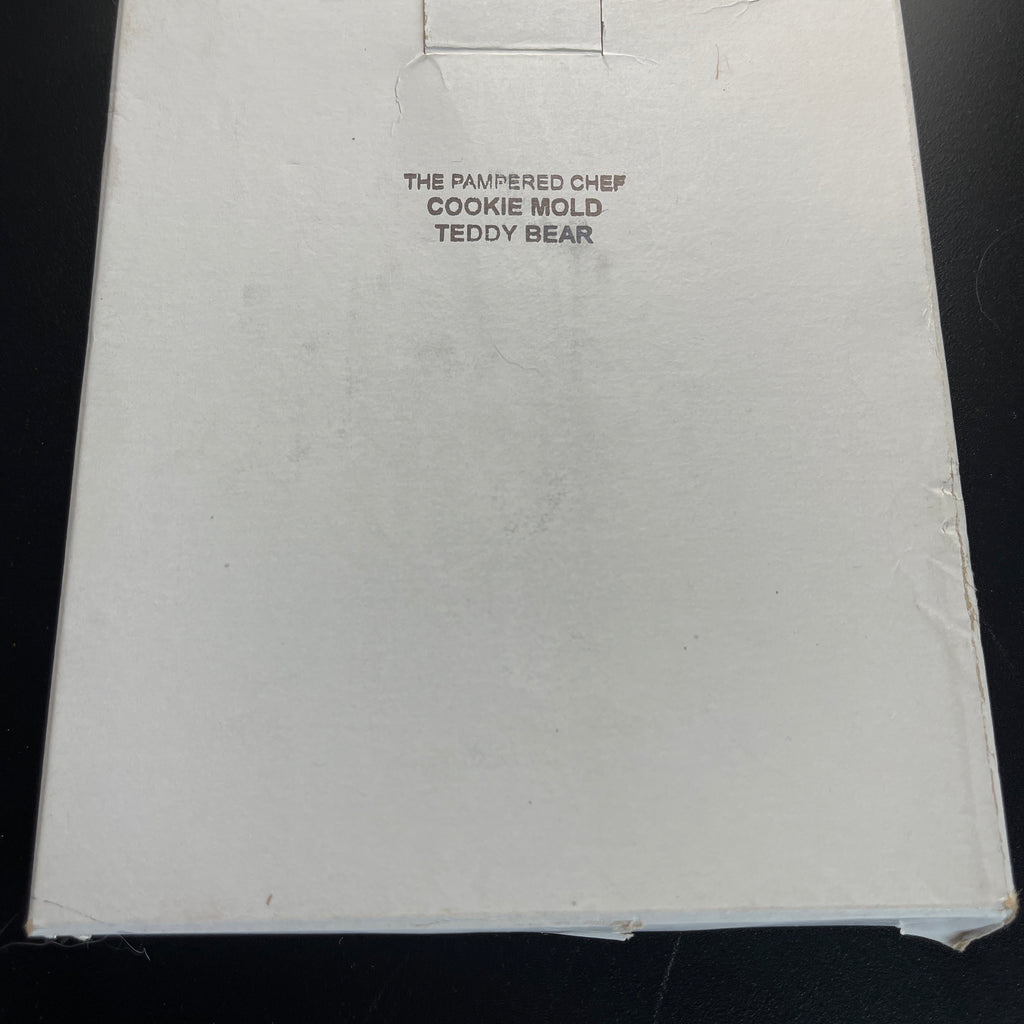 THE PAMPERED CHEF
COOKIE MOLD
TEDDY BEAR